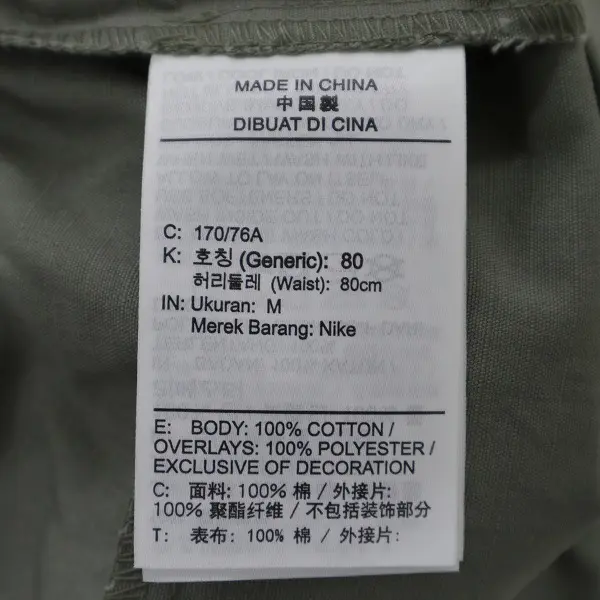 MADE IN CHINA
中国製
DIBUAT DI CINA
C: 170/76A
K: 호칭 (Generic): 80
허리둘레 (Waist): 80cm
IN: Ukuran: M
Merek Barang: Nike
E: BODY: 100% COTTON /
OVERLAYS: 100% POLYESTER /
EXCLUSIVE OF DECORATION
C: 面料: 100% 棉 / 外接片:
100% 聚酯纤维 / 不包括装饰部分
T: 表布: 100% 棉 / 外接片: